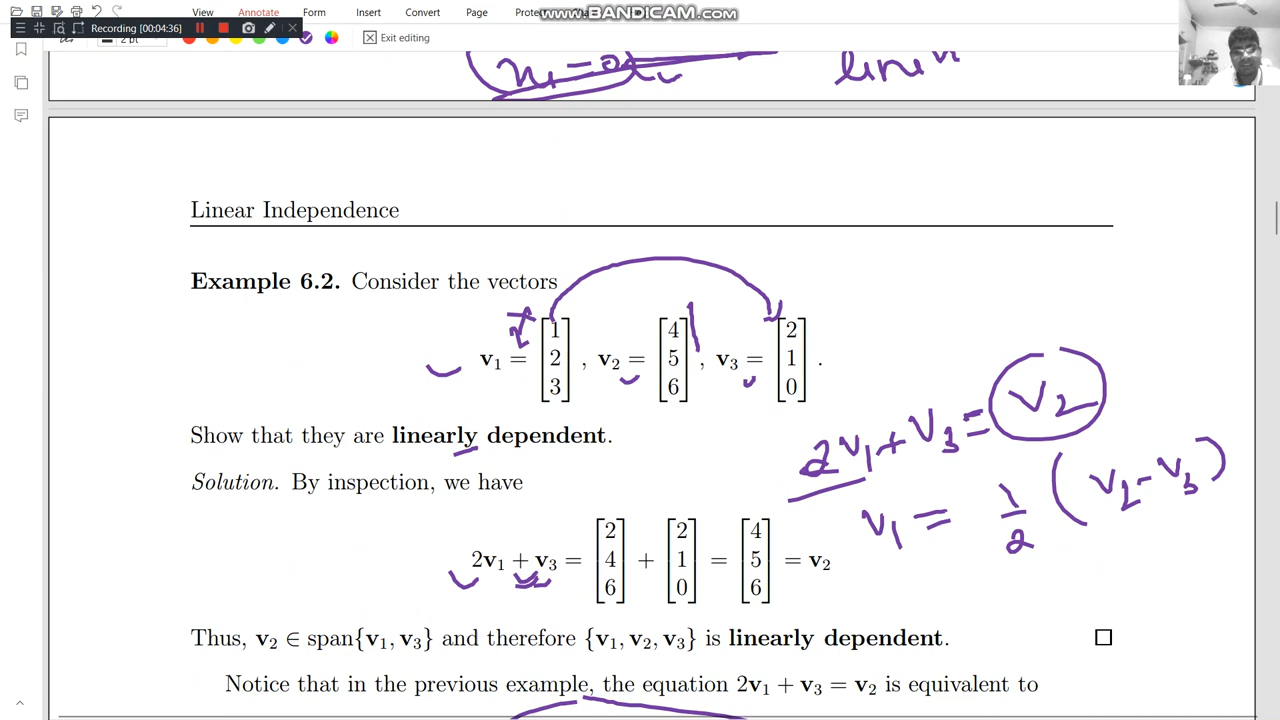 www.BANDICAM.com
View Annotate Form Insert Convert Page
Recording [00:04:36]
2 pt Exit editing
Linear Independence
Example 6.2. Consider the vectors
v₁ = [1 2 3], v₂ = [4 5 6], v₃ = [2 1 0].
Show that they are linearly dependent.
2v₁ + v₃ = v₂
Solution. By inspection, we have
v₁ = 1/2 (v₂ - v₃)
2v₁ + v₃ = [2 4 6] + [2 1 0] = [4 5 6] = v₂
Thus, v₂ ∈ span{v₁, v₃} and therefore {v₁, v₂, v₃} is linearly dependent. □
Notice that in the previous example, the equation 2v₁ + v₃ = v₂ is equivalent to